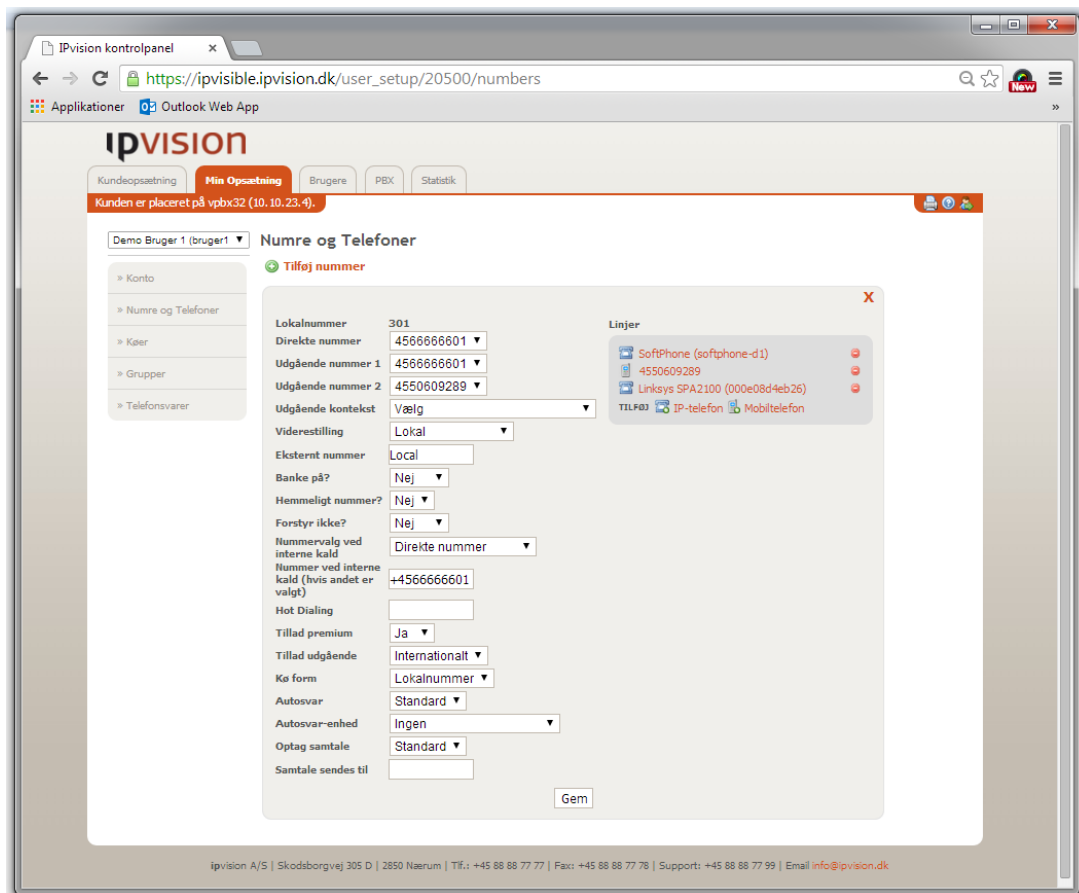 IPvision kontrolpanel
https://ipvisible.ipvision.dk/user_setup/20500/numbers
New
Applikationer Outlook Web App »
ıpvısıon
Kundeopsætning Min Opsætning Brugere PBX Statistik
Kunden er placeret på vpbx32 (10.10.23.4).
Demo Bruger 1 (bruger1
» Konto
» Numre og Telefoner
» Køer
» Grupper
» Telefonsvarer
Numre og Telefoner
Tilføj nummer
X
Lokalnummer 301
Direkte nummer 4566666601
Udgående nummer 1 4566666601
Udgående nummer 2 4550609289
Udgående kontekst Vælg
Viderestilling Lokal
Eksternt nummer Local
Banke på? Nej
Hemmeligt nummer? Nej
Forstyr ikke? Nej
Nummervalg ved
interne kald Direkte nummer
Nummer ved interne
kald (hvis andet er
valgt) +4566666601
Hot Dialing
Tillad premium Ja
Tillad udgående Internationalt
Kø form Lokalnummer
Autosvar Standard
Autosvar-enhed Ingen
Optag samtale Standard
Samtale sendes til
Gem
Linjer
SoftPhone (softphone-d1)
4550609289
Linksys SPA2100 (000e08d4eb26)
TILFØJ IP-telefon Mobiltelefon
ipvision A/S | Skodsborgvej 305 D | 2850 Nærum | Tlf.: +45 88 88 77 77 | Fax: +45 88 88 77 78 | Support: +45 88 88 77 99 | Email info@ipvision.dk